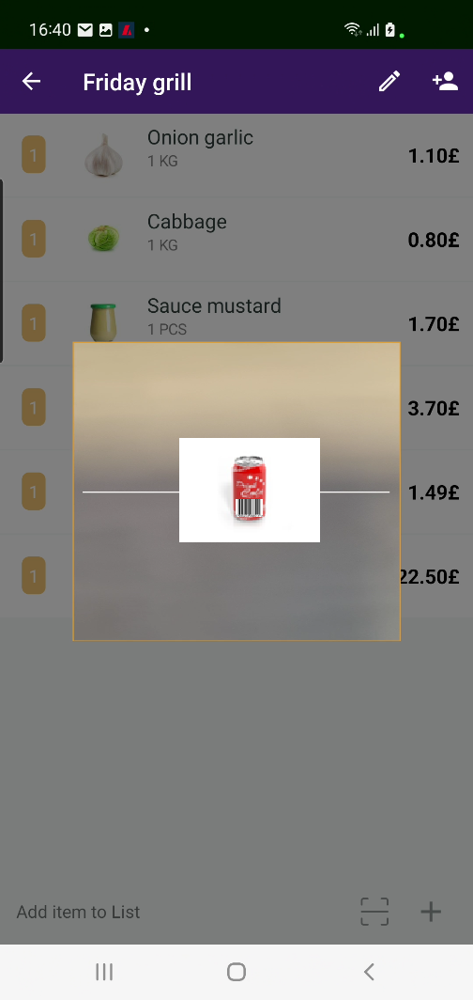 16:40
Friday grill
1
Onion garlic
1 KG
1.10£
1
Cabbage
1 KG
0.80£
1
Sauce mustard
1 PCS
1.70£
1
3.70£
1
1.49£
1
22.50£
Add item to List